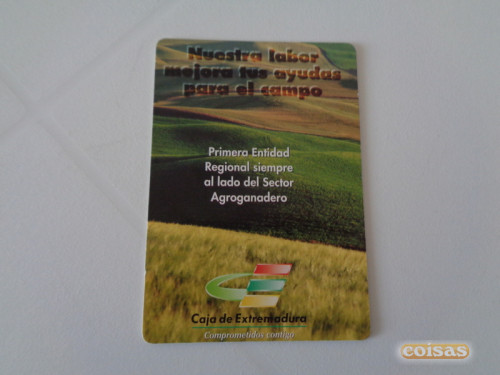 Nuestra labor
mejora tus ayudas
para el campo
Primera Entidad
Regional siempre
al lado del Sector
Agroganadero
Caja de Extremadura
Comprometidos contigo
coisas